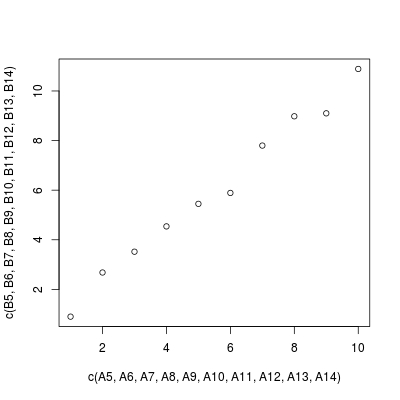 c(B5, B6, B7, B8, B9, B10, B11, B12, B13, B14)
10
8
6
4
2
2 4 6 8 10
c(A5, A6, A7, A8, A9, A10, A11, A12, A13, A14)